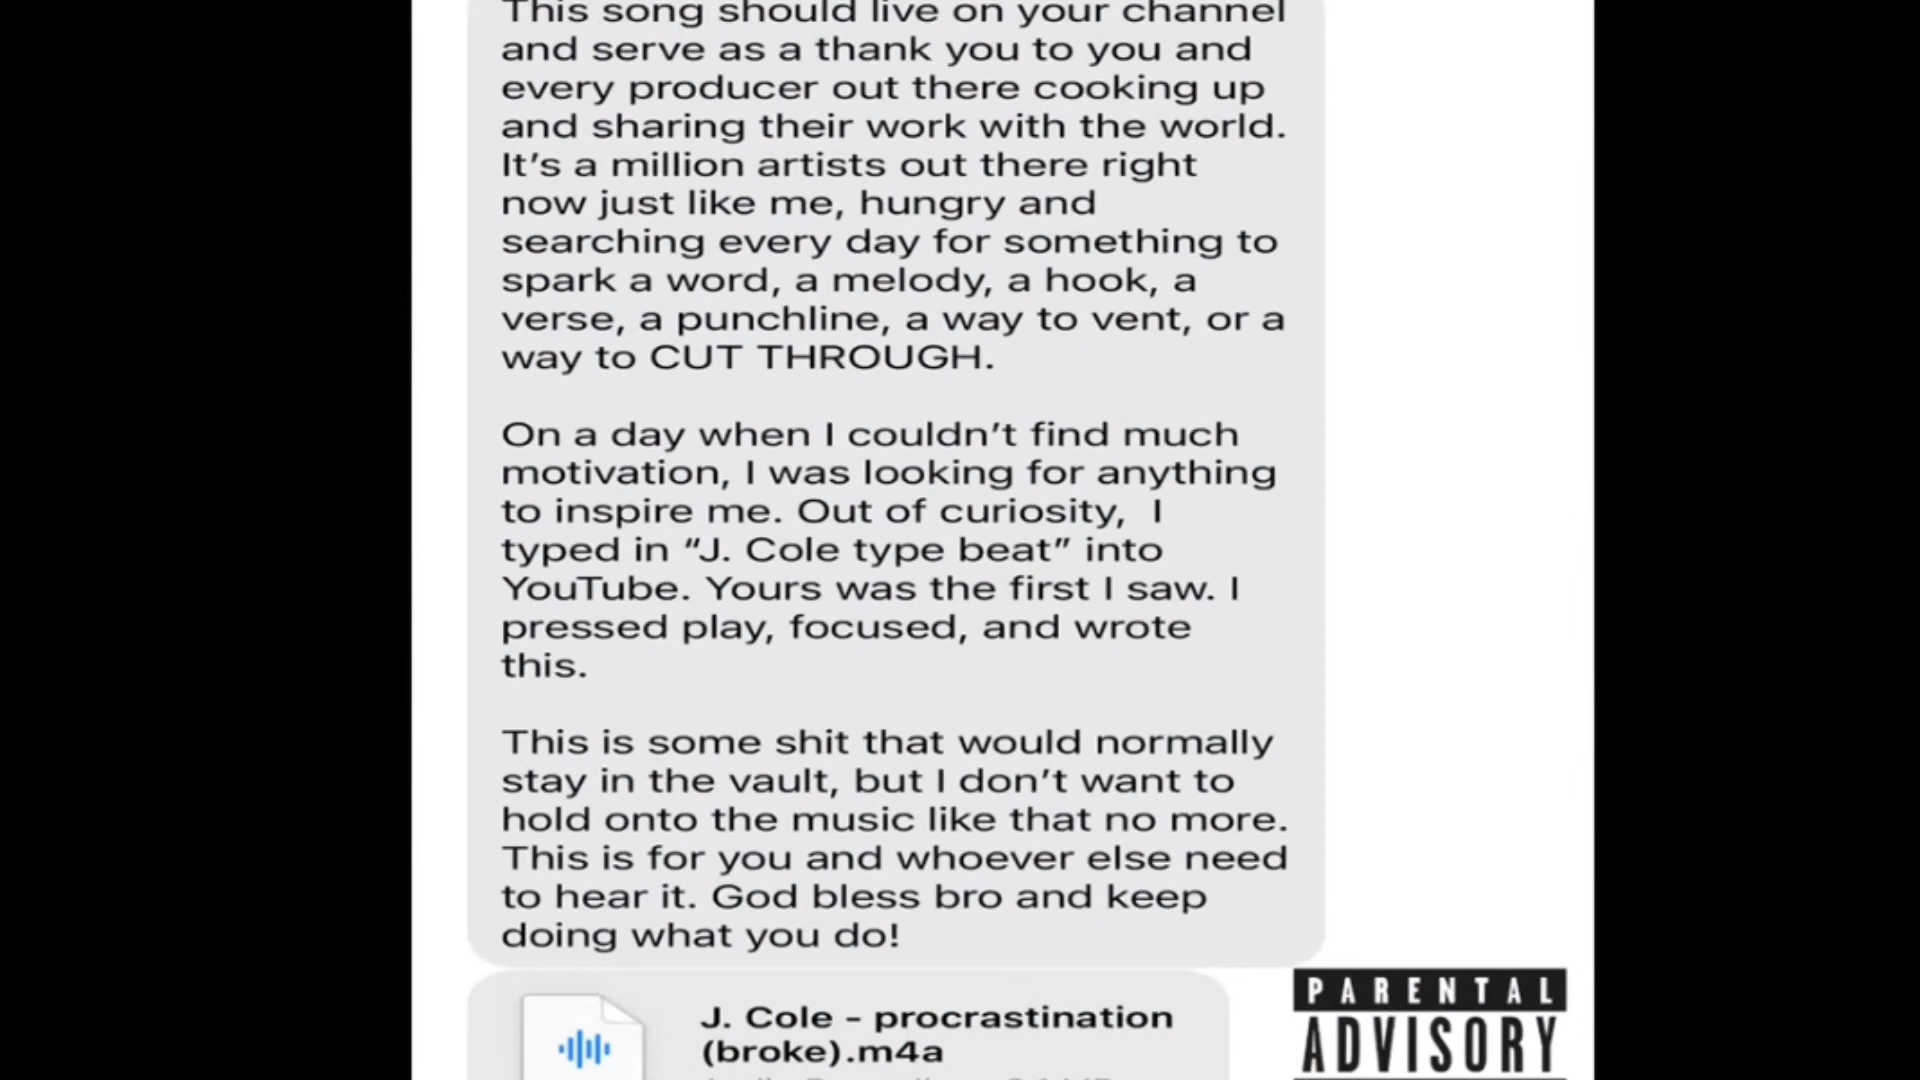 This song should live on your channel
and serve as a thank you to you and
every producer out there cooking up
and sharing their work with the world.
It’s a million artists out there right
now just like me, hungry and
searching every day for something to
spark a word, a melody, a hook, a
verse, a punchline, a way to vent, or a
way to CUT THROUGH.
On a day when I couldn’t find much
motivation, I was looking for anything
to inspire me. Out of curiosity,  I
typed in “J. Cole type beat” into
YouTube. Yours was the first I saw. I
pressed play, focused, and wrote
this.
This is some shit that would normally
stay in the vault, but I don’t want to
hold onto the music like that no more.
This is for you and whoever else need
to hear it. God bless bro and keep
doing what you do!
J. Cole - procrastination
(broke).m4a
PARENTAL
ADVISORY